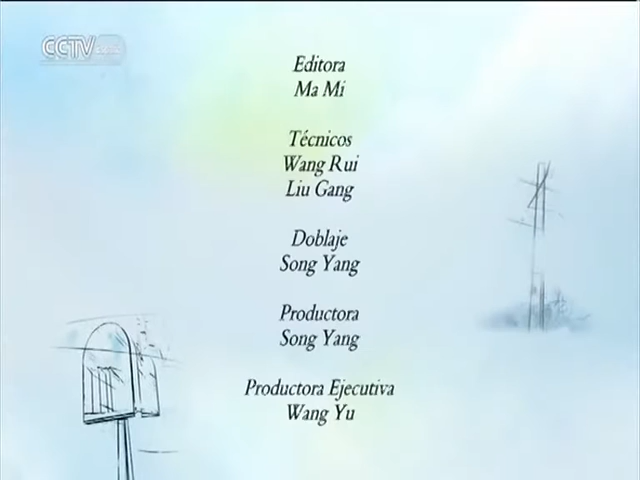 CCTV
Editora
Ma Mi
Técnicos
Wang Rui
Liu Gang
Doblaje
Song Yang
Productora
Song Yang
Productora Ejecutiva
Wang Yu